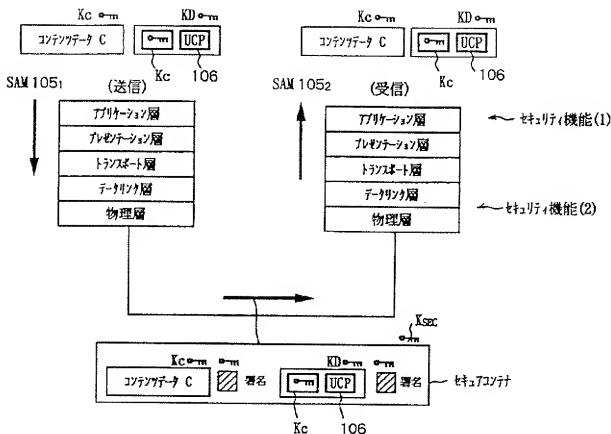 Kc
KD
Kc
KD
コンテンツデータ C
UCP
コンテンツデータ C
UCP
Kc
106
Kc
106
SAM 105₁
(送信)
SAM 105₂
(受信)
アプリケーション層
プレゼンテーション層
トランスポート層
データリンク層
物理層
アプリケーション層
プレゼンテーション層
トランスポート層
データリンク層
物理層
セキュリティ機能(1)
セキュリティ機能(2)
KSEC
Kc
KD
コンテンツデータ C
署名
UCP
署名
セキュアコンテナ
Kc
106